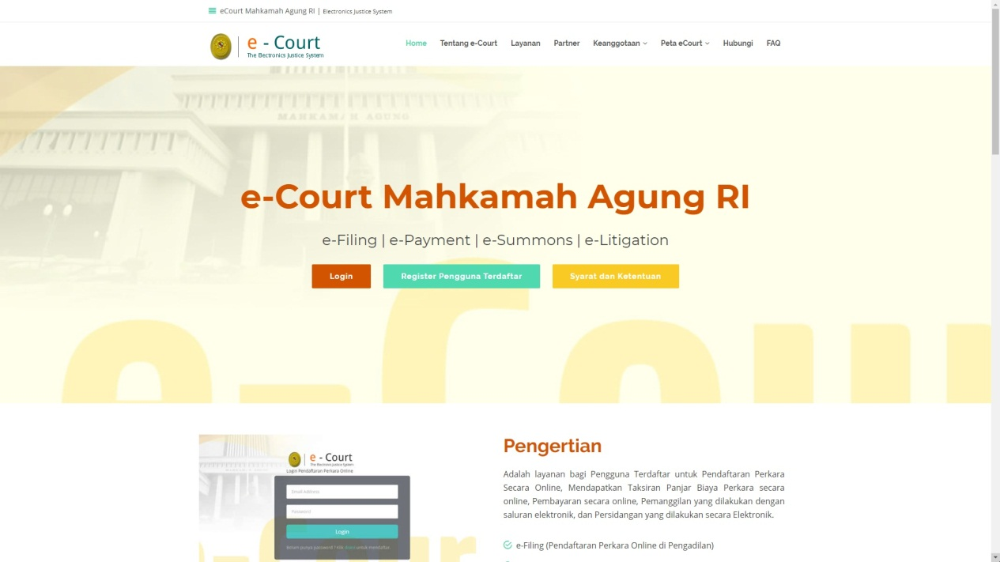 eCourt Mahkamah Agung RI | Electronics Justice System
e - Court
The Electronics Justice System
Home Tentang e-Court Layanan Partner Keanggotaan Peta eCourt Hubungi FAQ
MAHKAMAH AGUNG
e-Court Mahkamah Agung RI
e-Filing | e-Payment | e-Summons | e-Litigation
Login Register Pengguna Terdaftar Syarat dan Ketentuan
e-Cour
e - Court
The Electronics Justice System
Login Pendaftaran Perkara Online
Email Address
Password
Login
Belum punya password ? klik disini untuk mendaftar.
Pengertian
Adalah layanan bagi Pengguna Terdaftar untuk Pendaftaran Perkara
Secara Online, Mendapatkan Taksiran Panjar Biaya Perkara secara
online, Pembayaran secara online, Pemanggilan yang dilakukan dengan
saluran elektronik, dan Persidangan yang dilakukan secara Elektronik.
e-Filing (Pendaftaran Perkara Online di Pengadilan)